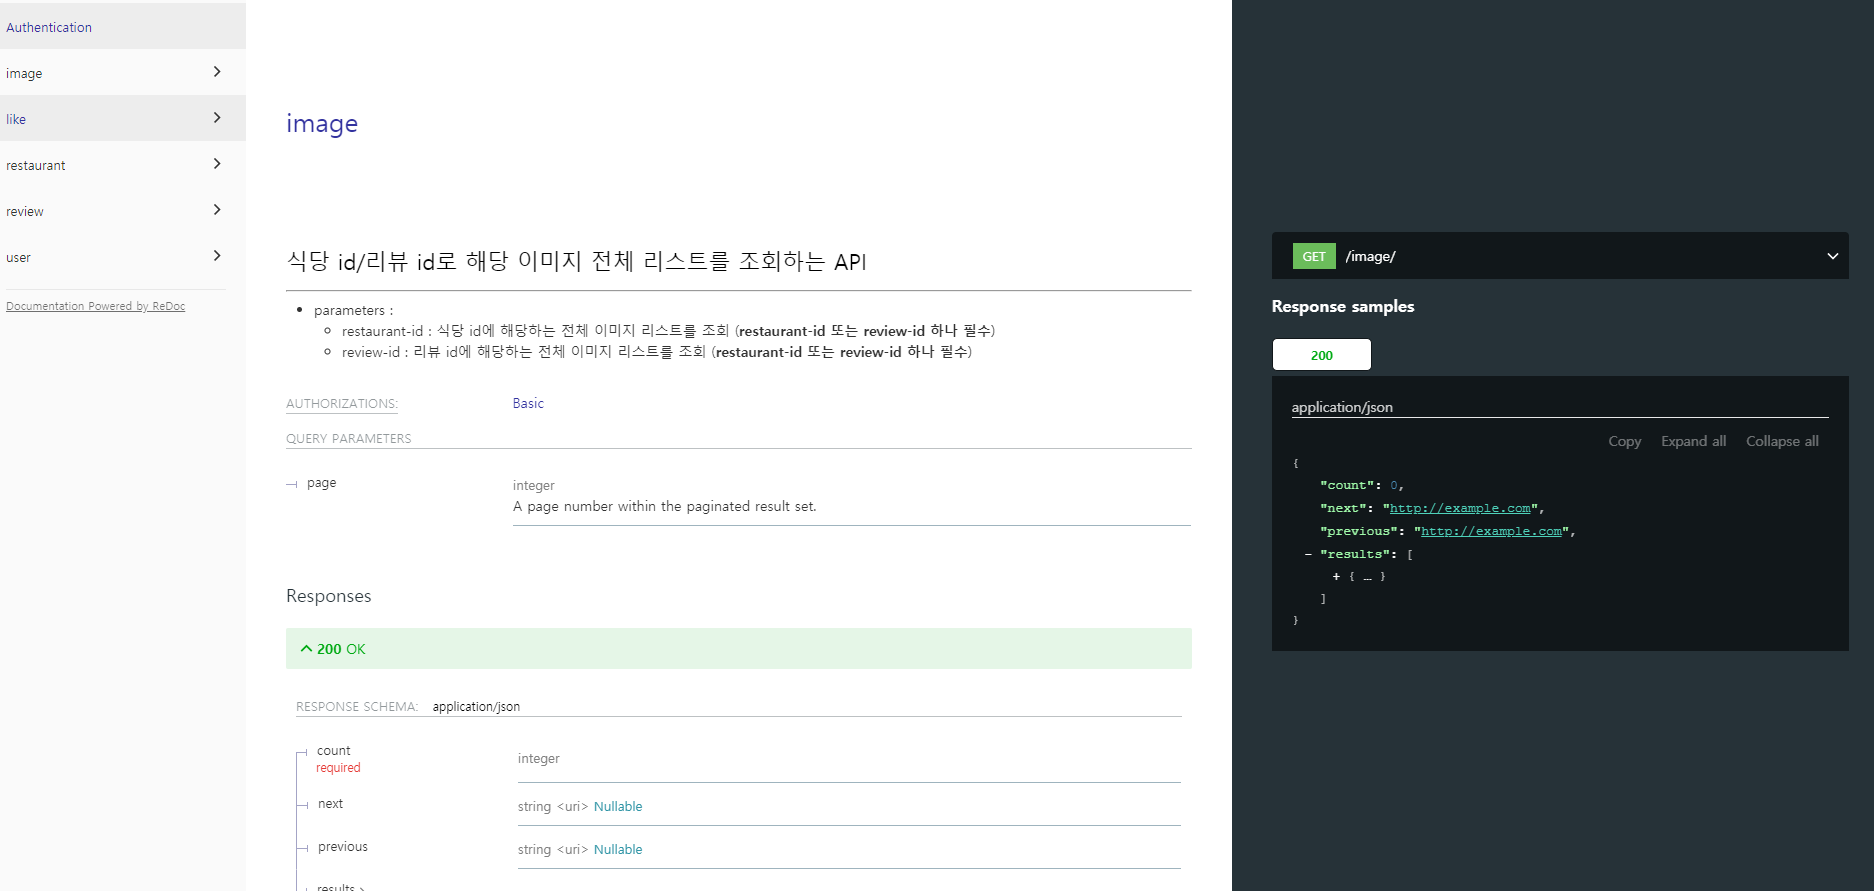 Authentication
image
like
restaurant
review
user
Documentation Powered by ReDoc
image
식당 id/리뷰 id로 해당 이미지 전체 리스트를 조회하는 API
parameters :
restaurant-id : 식당 id에 해당하는 전체 이미지 리스트를 조회 (restaurant-id 또는 review-id 하나 필수)
review-id : 리뷰 id에 해당하는 전체 이미지 리스트를 조회 (restaurant-id 또는 review-id 하나 필수)
AUTHORIZATIONS: Basic
QUERY PARAMETERS
page integer
A page number within the paginated result set.
Responses
200 OK
RESPONSE SCHEMA: application/json
count
required
integer
next string <uri> Nullable
previous string <uri> Nullable
results >
GET /image/
Response samples
200
application/json
Copy Expand all Collapse all
{
"count": 0,
"next": "http://example.com",
"previous": "http://example.com",
- "results": [
+ { … }
]
}